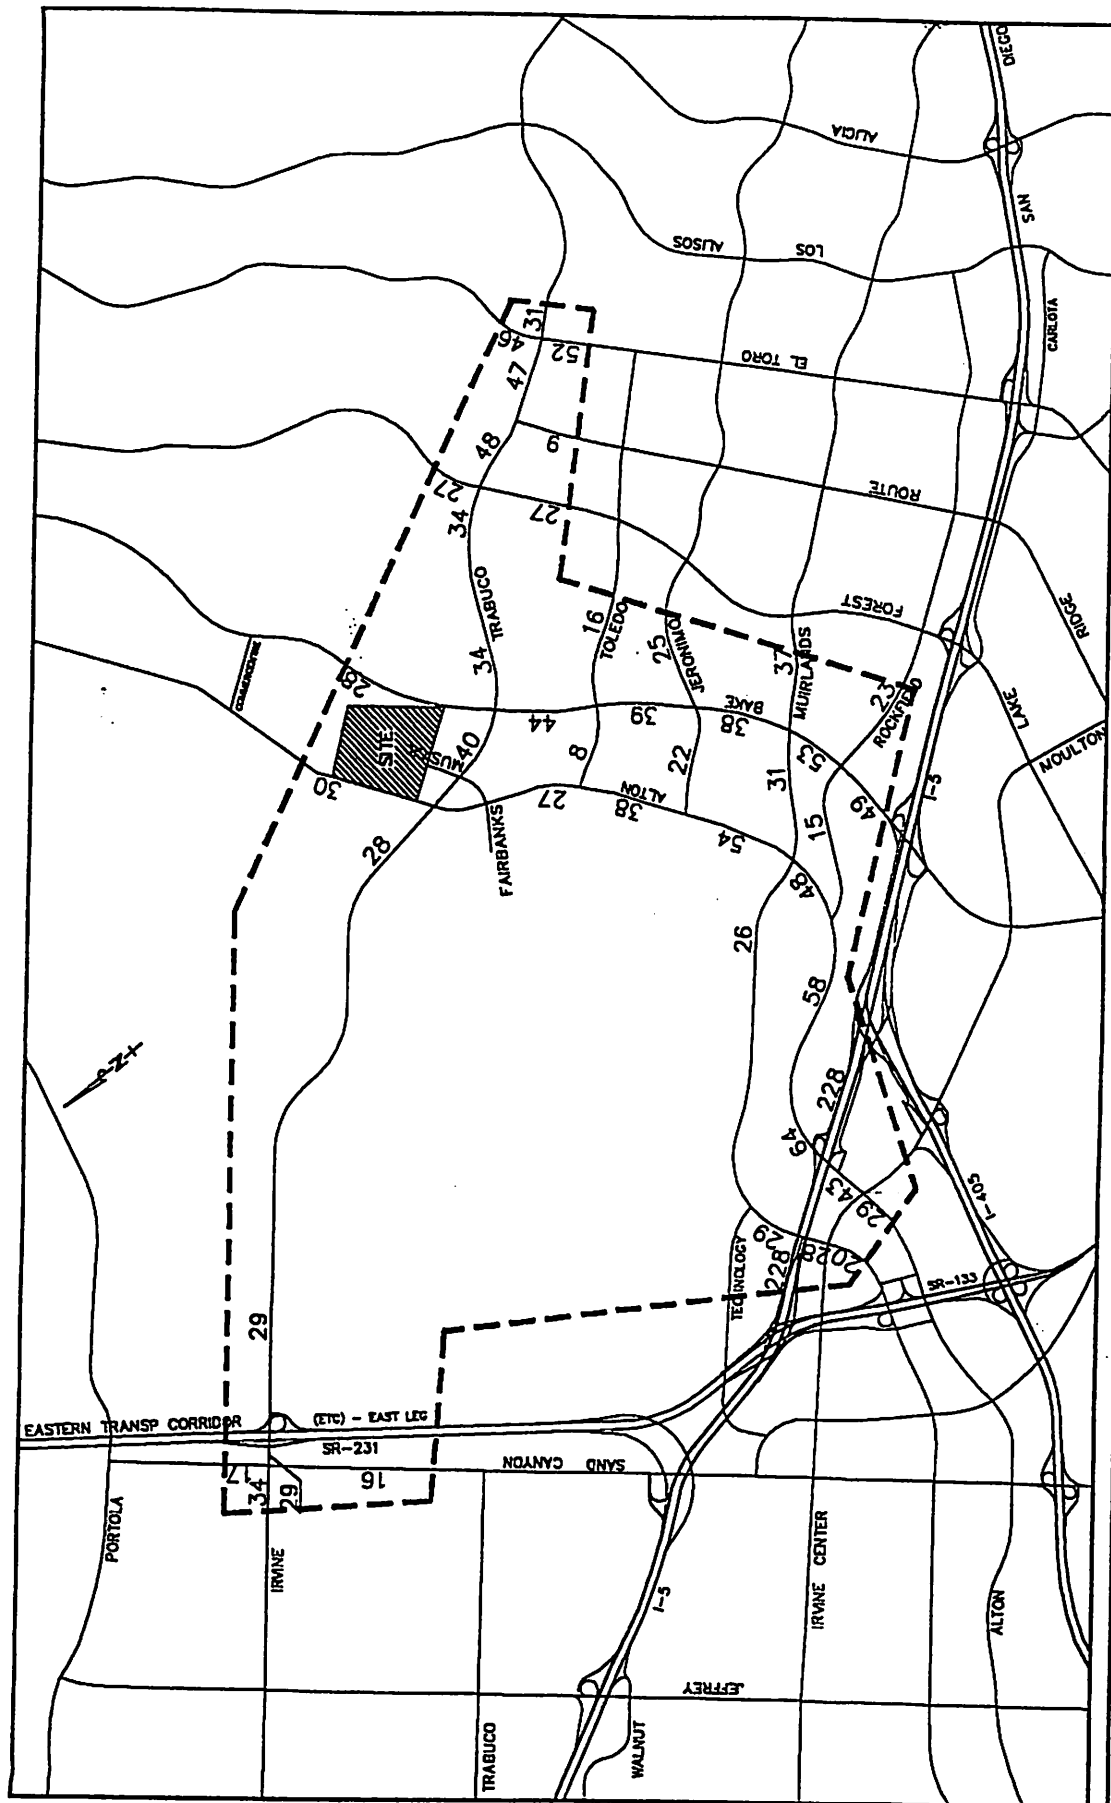 DIEGO
SAN
ALICIA
LOS
ALISOS
CARLOTA
EL TORO
ROUTE
RIDGE
FOREST
LAKE
MOULTON
46
31
52
47
48
9
27
27
34
TRABUCO
34
16
TOLEDO
25
JERONIMO
37
MUIRLANDS
23
ROCKFIELD
COMMERCENTRE
28
SITE
30
40
44
39
BAKE
38
53
49
I-5
8
22
31
15
FAIRBANKS
27
38
ALTON
54
48
28
26
58
228
64
43
29
29
28
20
228
TECHNOLOGY
I-405
SR-133
N
29
EASTERN TRANSP CORRIDOR
(ETC) - EAST LEG
SR-231
SAND CANYON
17
34
29
16
PORTOLA
IRVINE
TRABUCO
WALNUT
I-5
JEFFREY
IRVINE CENTER
ALTON